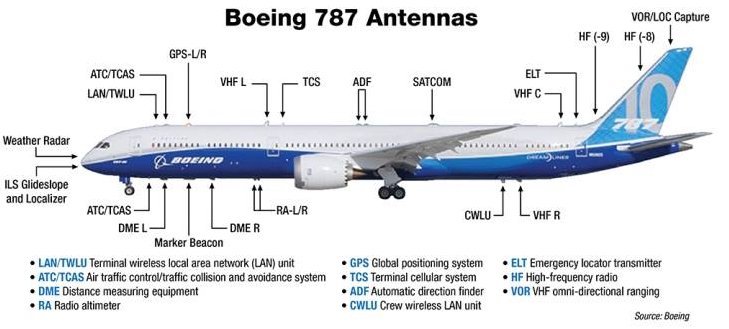 Boeing 787 Antennas
VOR/LOC Capture
HF (-9)
HF (-8)
GPS-L/R
ATC/TCAS
LAN/TWLU
VHF L
TCS
ADF
SATCOM
ELT
VHF C
10
787
Weather Radar
BOEING
DREAMLINER
ILS Glideslope
and Localizer
ATC/TCAS
DME L
Marker Beacon
DME R
RA-L/R
CWLU
VHF R
• LAN/TWLU Terminal wireless local area network (LAN) unit
• ATC/TCAS Air traffic control/traffic collision and avoidance system
• DME Distance measuring equipment
• RA Radio altimeter
• GPS Global positioning system
• TCS Terminal cellular system
• ADF Automatic direction finder
• CWLU Crew wireless LAN unit
• ELT Emergency locator transmitter
• HF High-frequency radio
• VOR VHF omni-directional ranging
Source: Boeing